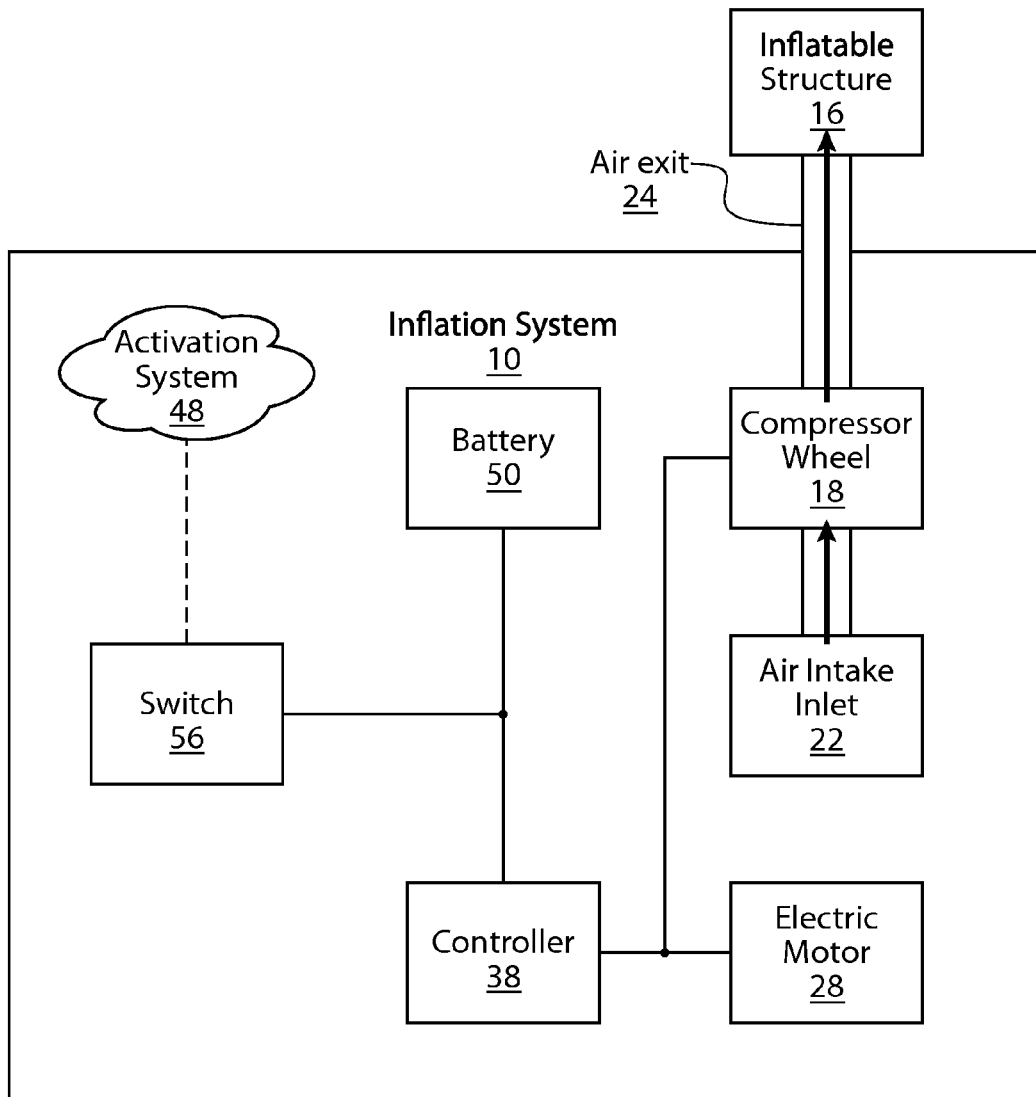 Inflatable
Structure
16
Air exit
24
Activation
System
48
Inflation System
10
Battery
50
Compressor
Wheel
18
Switch
56
Air Intake
Inlet
22
Controller
38
Electric
Motor
28